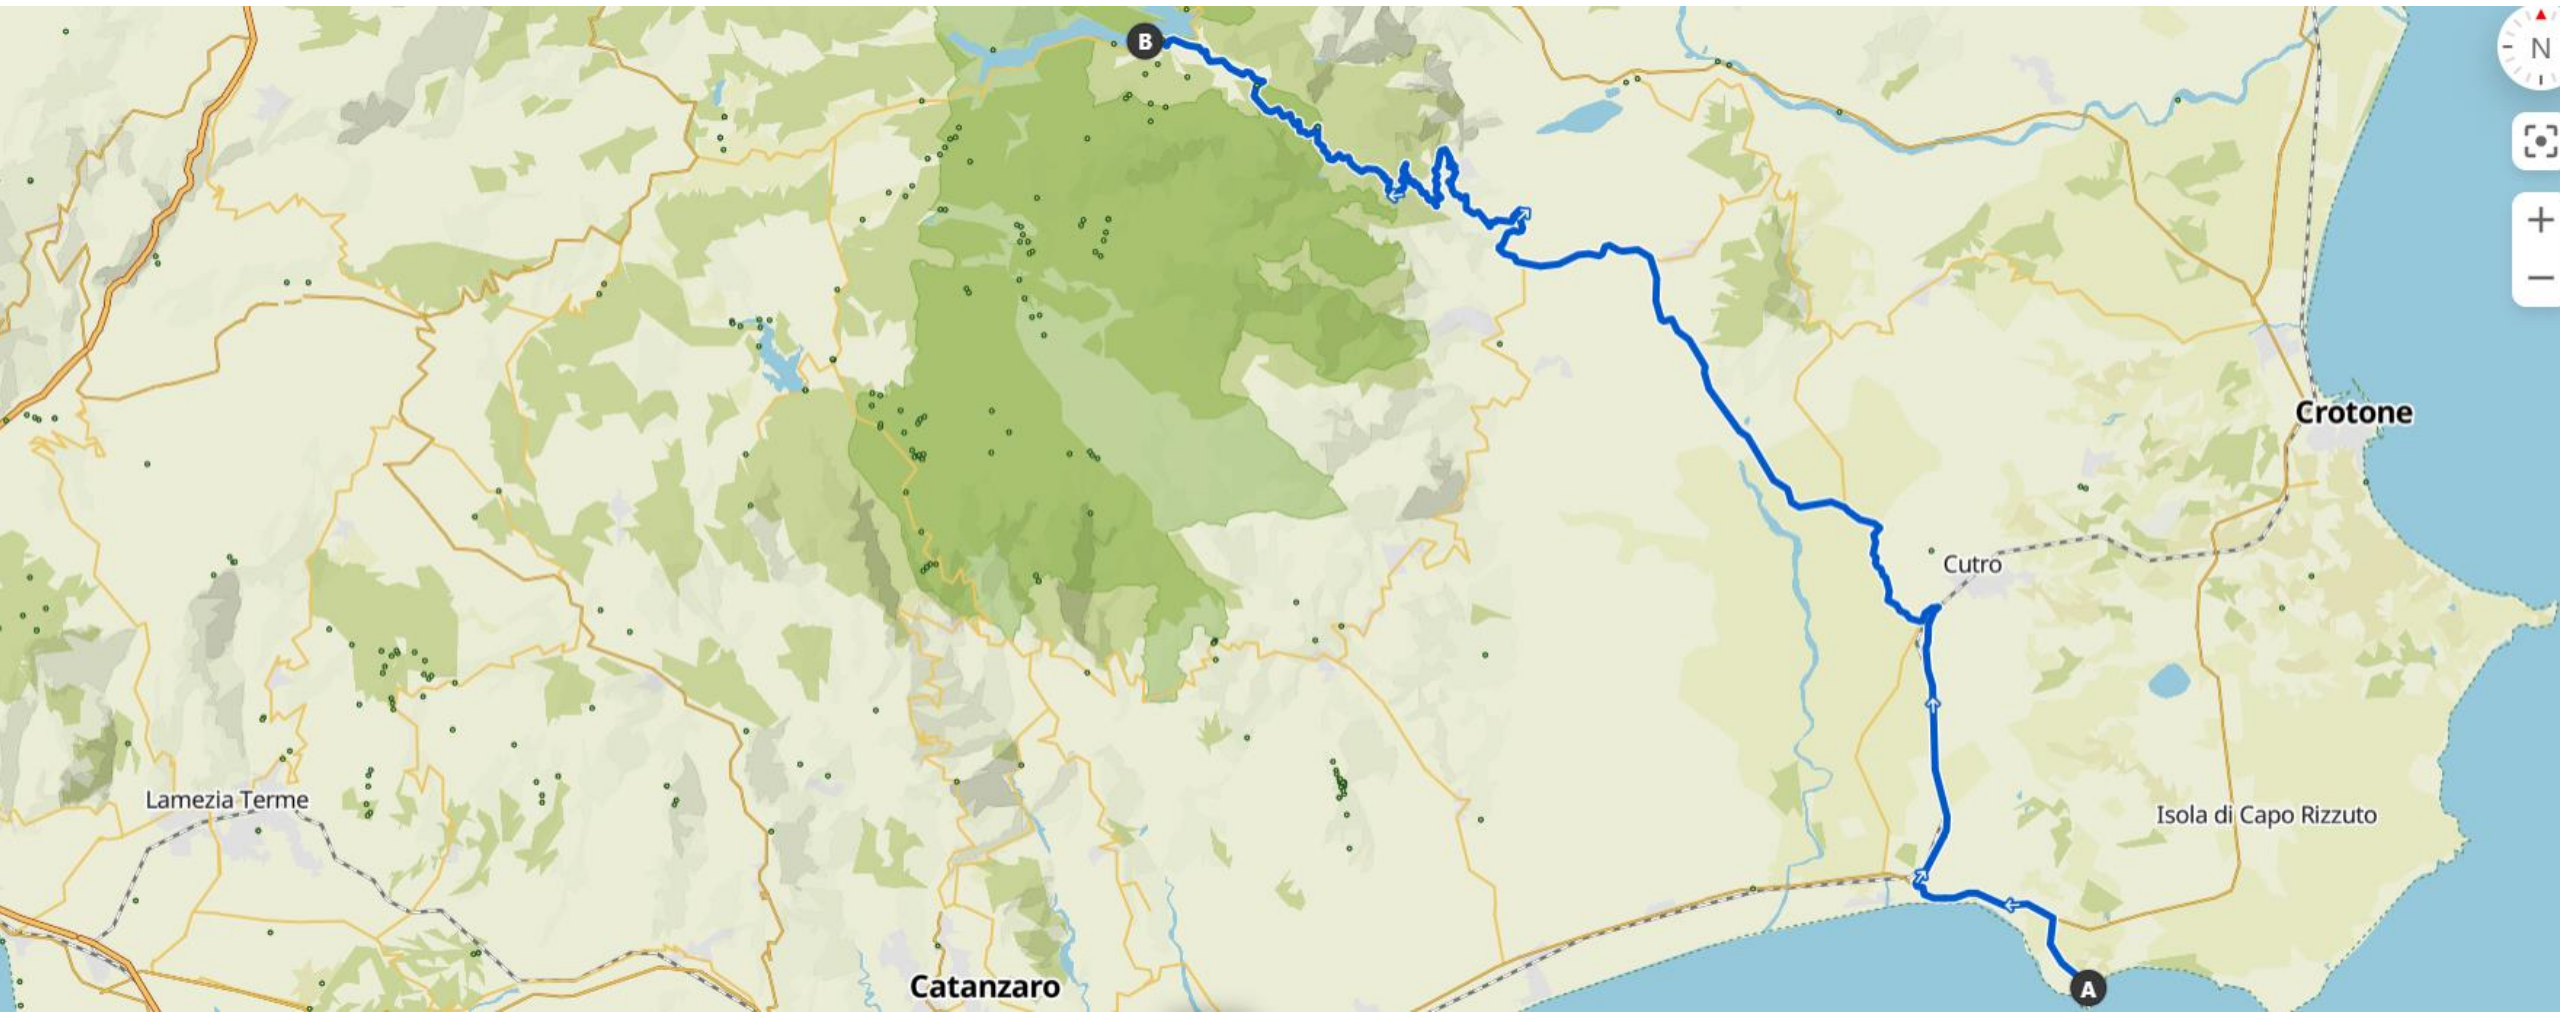 B
N
+
Crotone
Cutro
−
Lamezia Terme
Isola di Capo Rizzuto
Catanzaro
A